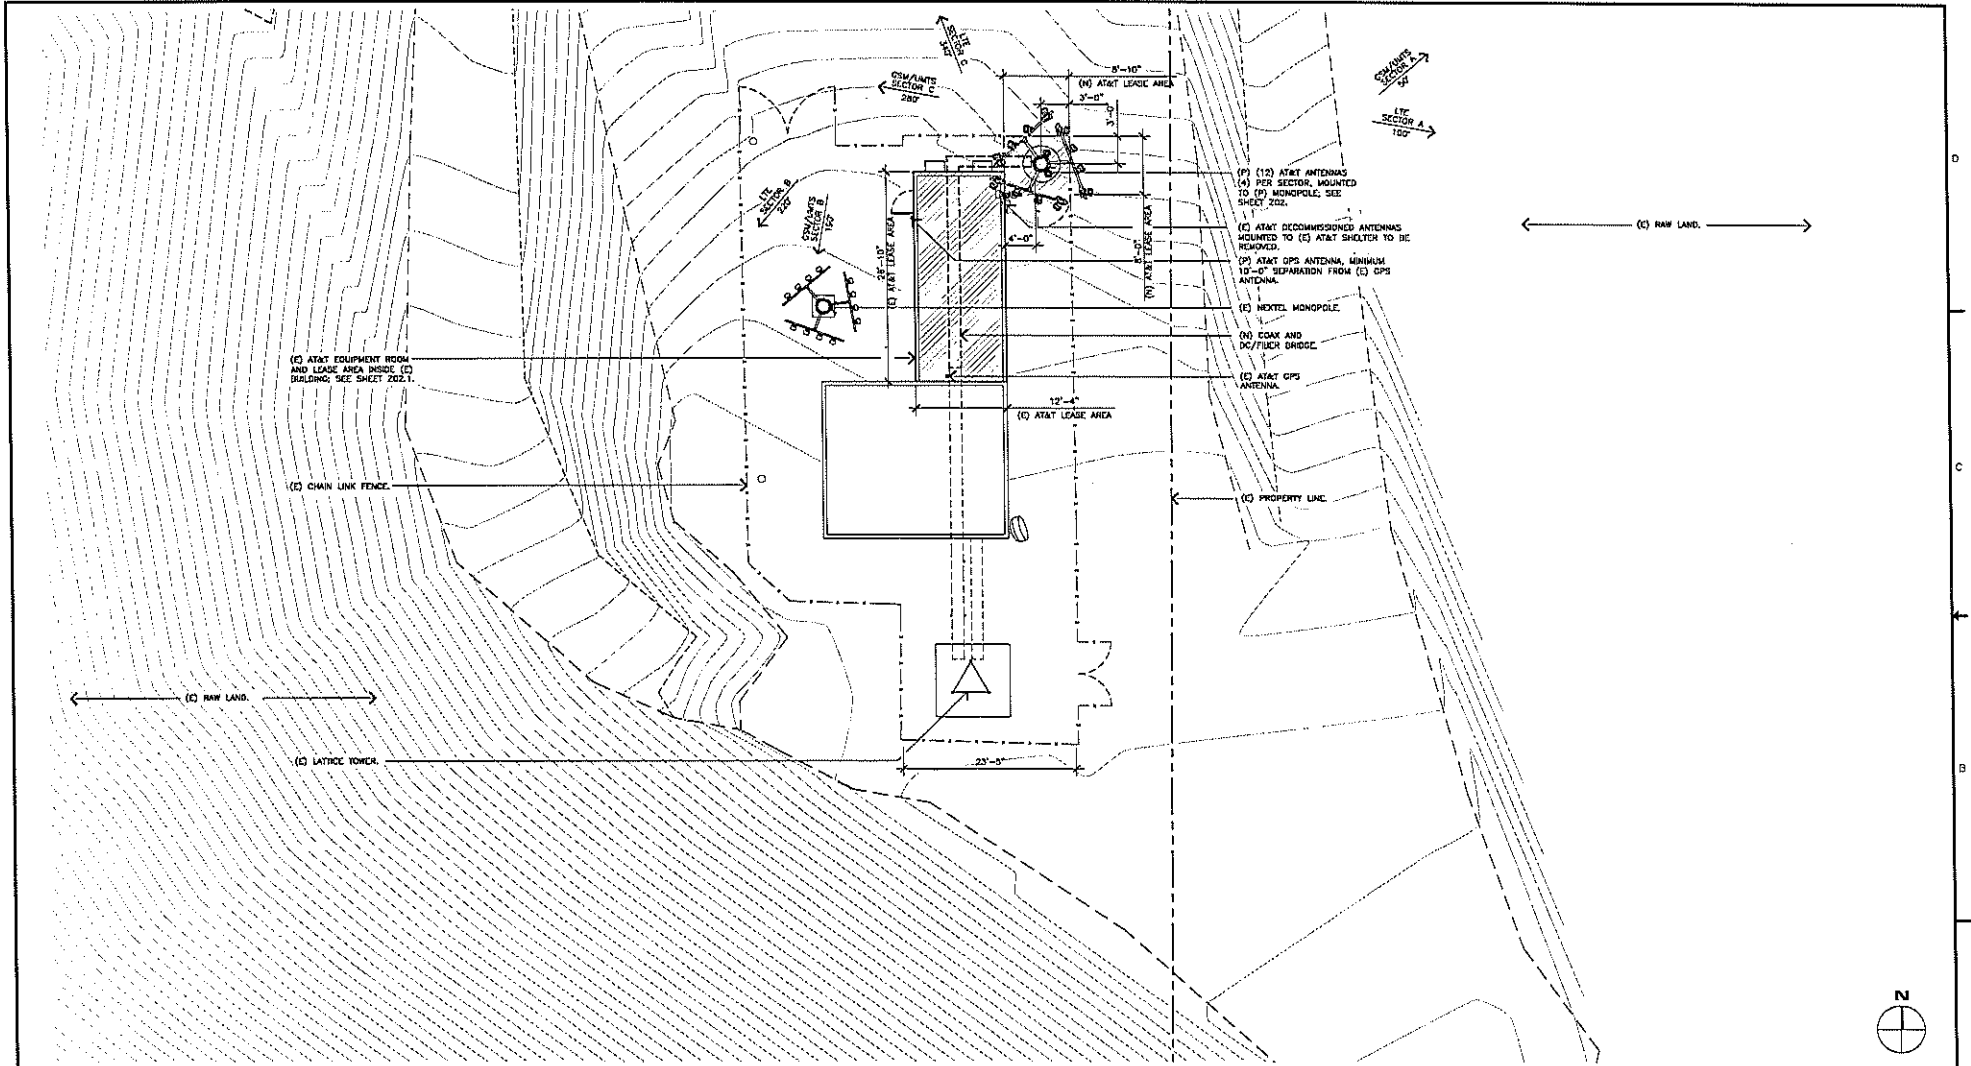 LTE
SECTOR C
340°
GSM/UMTS
SECTOR C
280°
8'-10"
(N) AT&T LEASE AREA
3'-0"
3'-0"
GSM/UMTS
SECTOR A
LTE
SECTOR A
100°
D
LTE
SECTOR B
220°
GSM/UMTS
SECTOR B
150°
28'-10"
(E) AT&T LEASE AREA
4'-0"
8'-0"
(N) AT&T LEASE AREA
(P) (12) AT&T ANTENNAS
(4) PER SECTOR, MOUNTED
TO (P) MONOPOLE; SEE
SHEET 202.
(E) AT&T DECOMMISSIONED ANTENNAS
MOUNTED TO (E) AT&T SHELTER TO BE
REMOVED.
(P) AT&T GPS ANTENNA, MINIMUM
10'-0" SEPARATION FROM (E) GPS
ANTENNA.
(E) RAW LAND.
(E) NEXTEL MONOPOLE.
(N) COAX AND
DC/FIBER BRIDGE.
(E) AT&T EQUIPMENT ROOM
AND LEASE AREA INSIDE (E)
BUILDING; SEE SHEET 202.1.
(E) AT&T GPS
ANTENNA.
12'-4"
(E) AT&T LEASE AREA
C
(E) CHAIN LINK FENCE.
(E) PROPERTY LINE.
(E) RAW LAND.
(E) LATTICE TOWER.
23'-5"
B
N